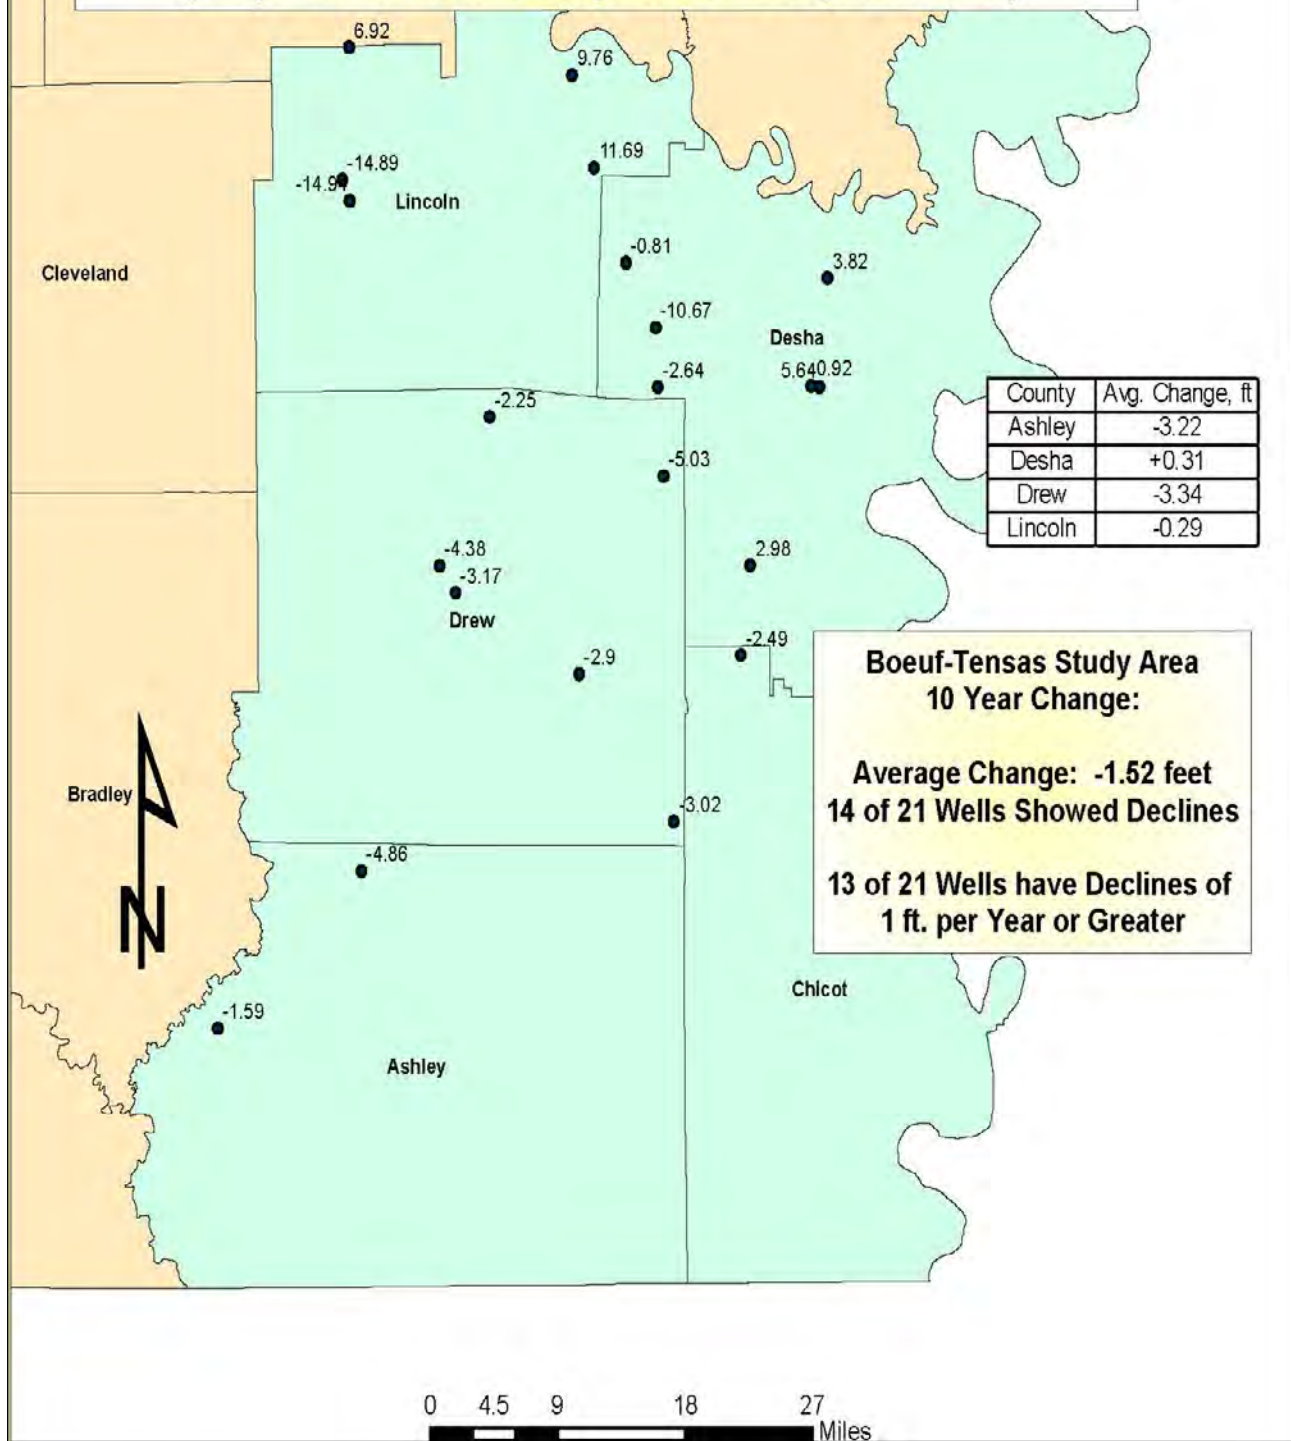 6.92
9.76
11.69
-14.89
-14.94
Lincoln
-0.81
3.82
Cleveland
-10.67
Desha
-2.64
5.64
0.92
-2.25
County Avg. Change, ft
Ashley -3.22
Desha +0.31
Drew -3.34
Lincoln -0.29
-5.03
-4.38
2.98
-3.17
Drew
-2.49
-2.9
Boeuf-Tensas Study Area
10 Year Change:
Average Change: -1.52 feet
14 of 21 Wells Showed Declines
13 of 21 Wells have Declines of
1 ft. per Year or Greater
Bradley
-3.02
-4.86
N
Chicot
-1.59
Ashley
0 4.5 9 18 27
Miles